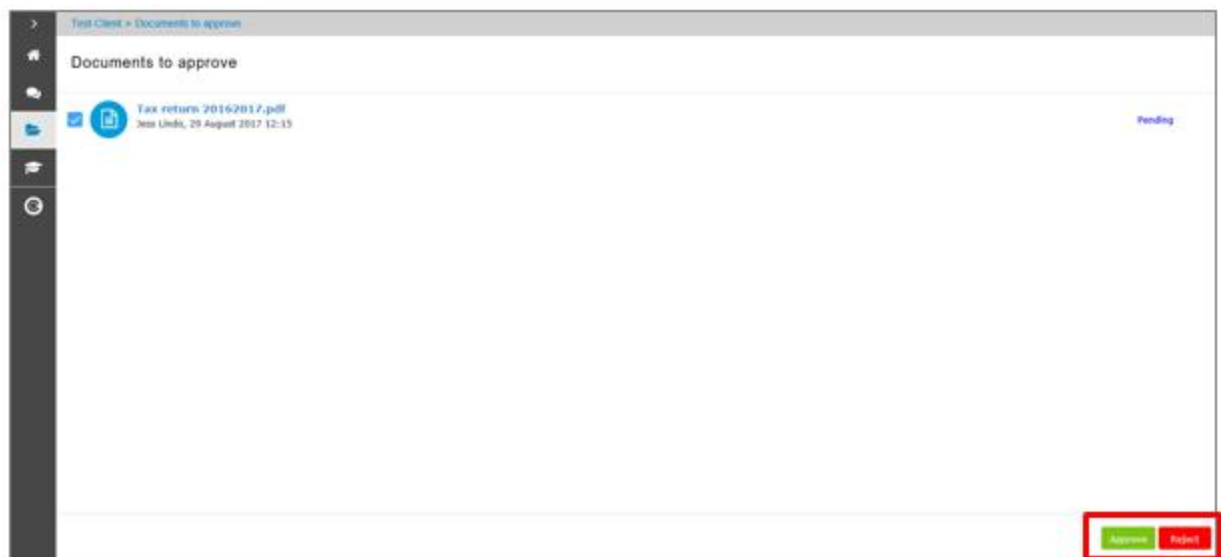 Test Client > Documents to approve
Documents to approve
Tax return 20162017.pdf
Jess Lindo, 29 August 2017 12:15
Pending
Approve Reject